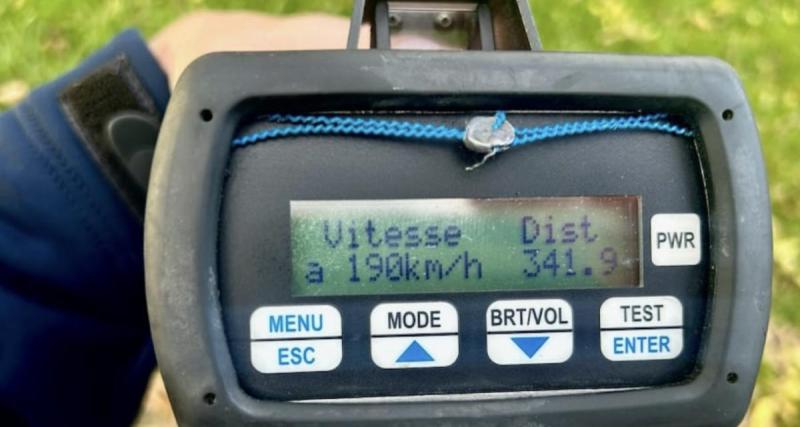 Vitesse Dist
a 190km/h 341.9
PWR
MENU
ESC
MODE
BRT/VOL
TEST
ENTER